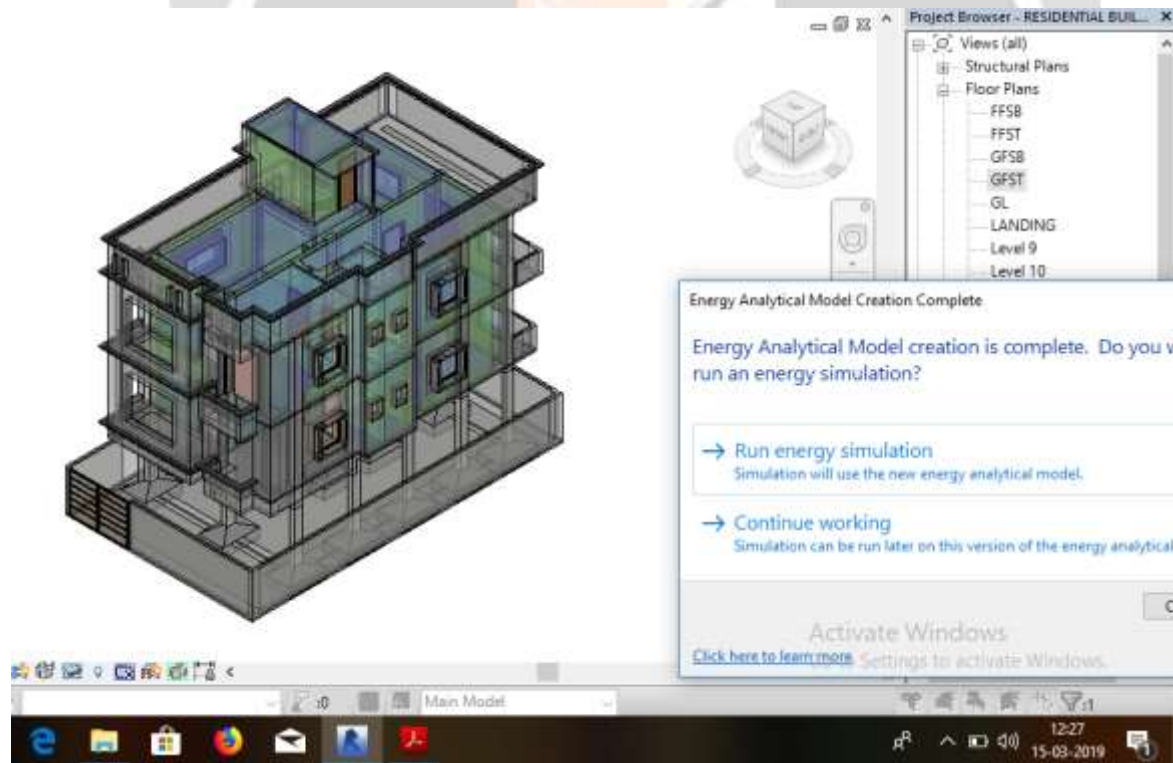 Project Browser - RESIDENTIAL BUIL...
Views (all)
Structural Plans
Floor Plans
FFSB
FFST
GFSB
GFST
GL
LANDING
Level 9
Level 10
Energy Analytical Model Creation Complete
Energy Analytical Model creation is complete. Do you w
run an energy simulation?
Run energy simulation
Simulation will use the new energy analytical model.
Continue working
Simulation can be run later on this version of the energy analytical
C
Activate Windows
Click here to learn more
Settings to activate Windows.
:0
Main Model
:1
12:27
15-03-2019